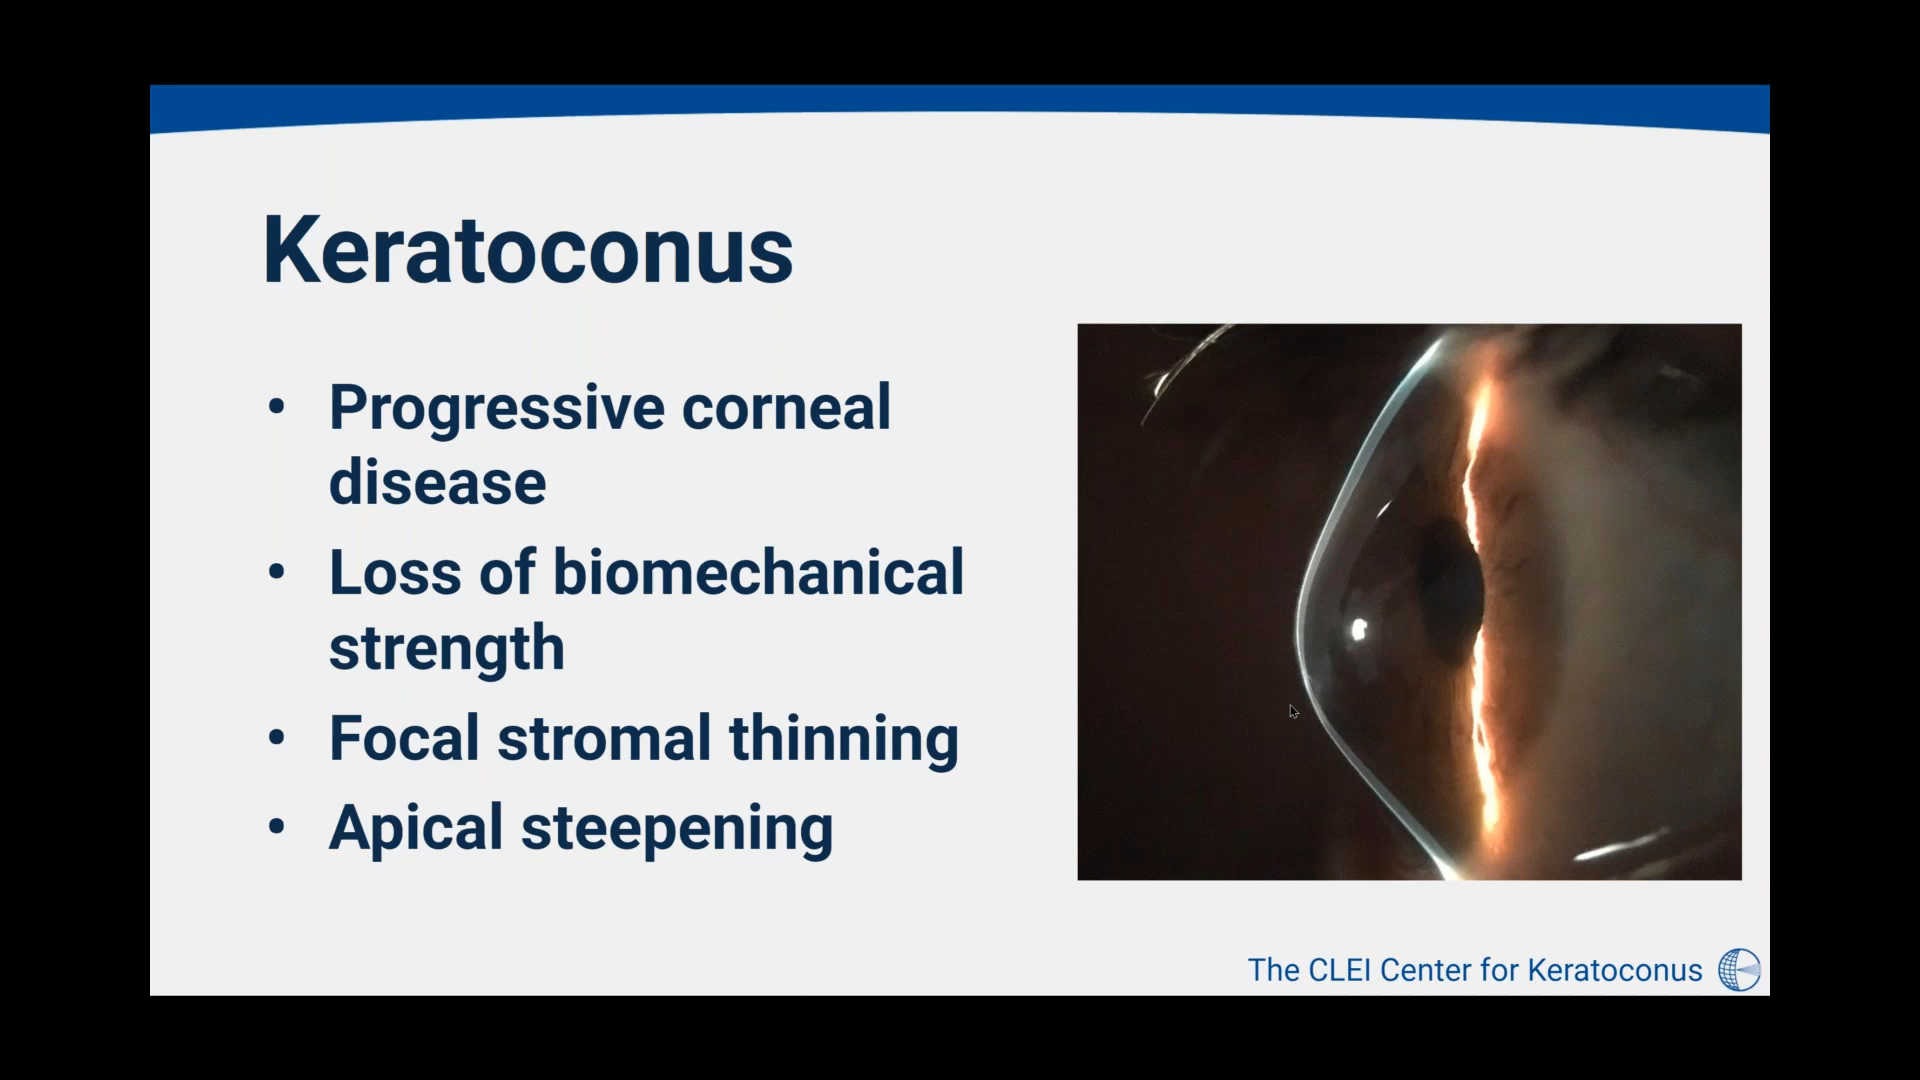 Keratoconus
• Progressive corneal
disease
• Loss of biomechanical
strength
• Focal stromal thinning
• Apical steepening
The CLEI Center for Keratoconus